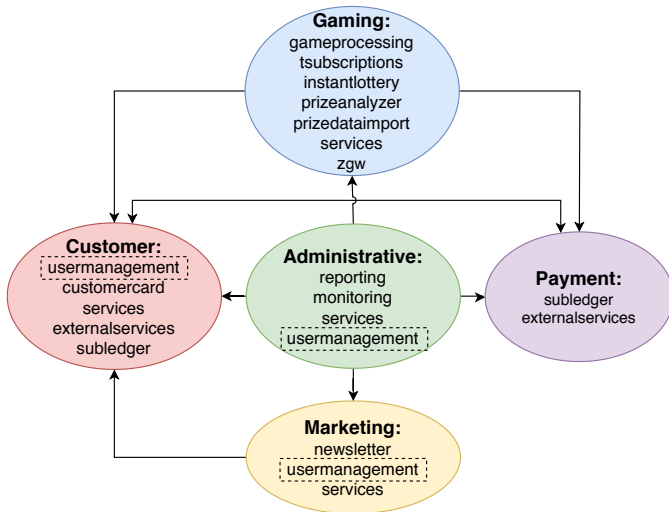 Gaming:
gameprocessing
tsubscriptions
instantlottery
prizeanalyzer
prizedataimport
services
zgw
Customer:
usermanagement
customercard
services
externalservices
subledger
Administrative:
reporting
monitoring
services
usermanagement
Payment:
subledger
externalservices
Marketing:
newsletter
usermanagement
services